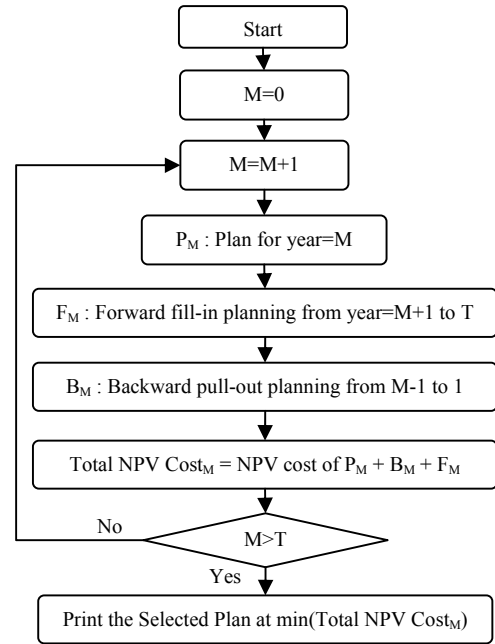 Start
M=0
M=M+1
P_M : Plan for year=M
F_M : Forward fill-in planning from year=M+1 to T
B_M : Backward pull-out planning from M-1 to 1
Total NPV Cost_M = NPV cost of P_M + B_M + F_M
No
M>T
Yes
Print the Selected Plan at min(Total NPV Cost_M)